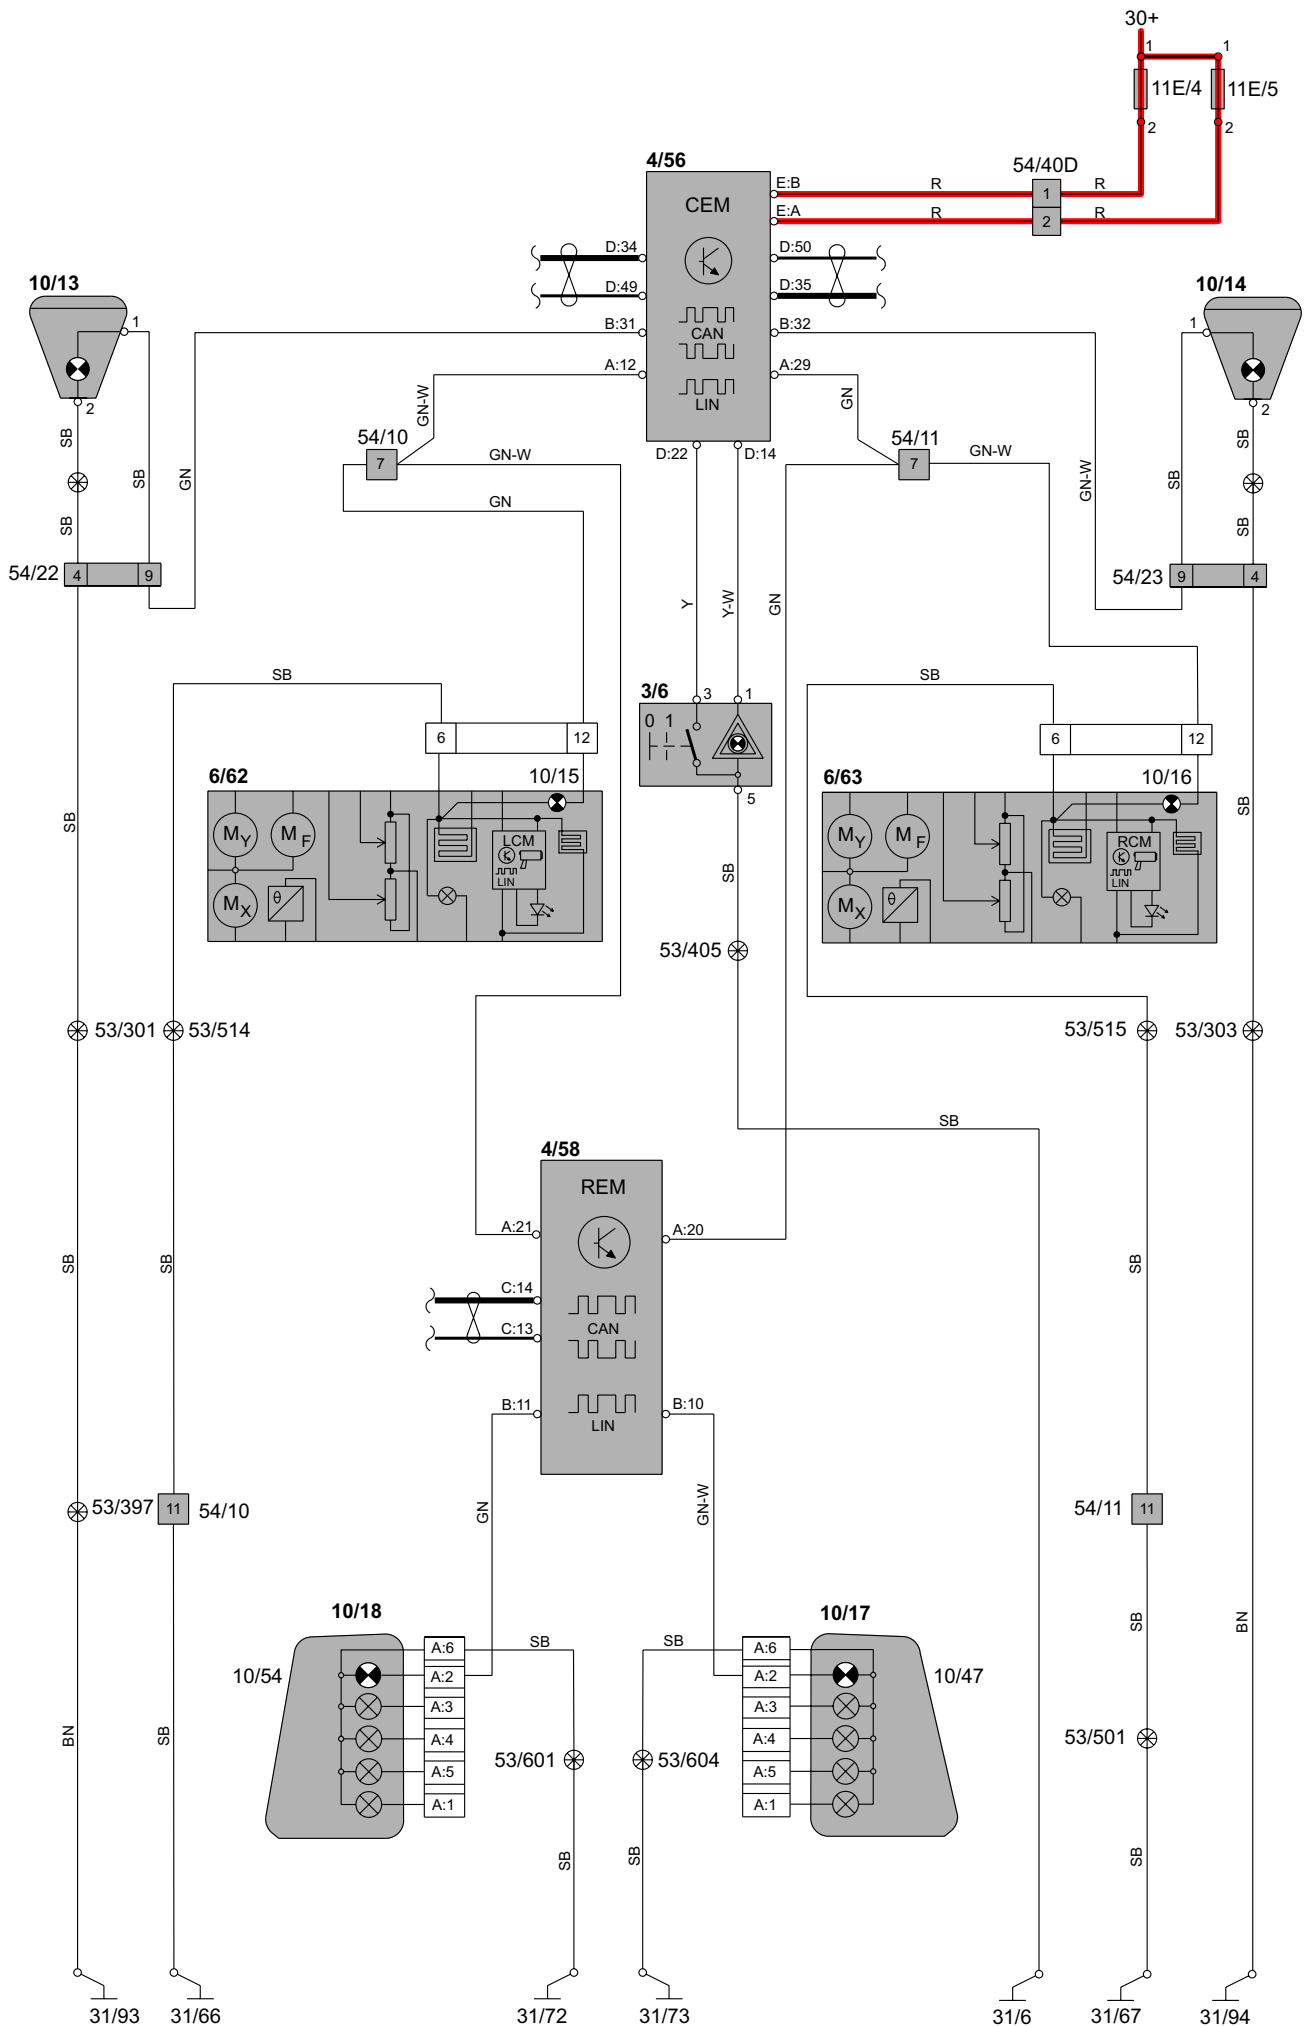 30+
1 1
11E/4 11E/5
2 2
4/56 54/40D
CEM
E:B R 1 R
E:A R 2 R
D:34 D:50
D:49 D:35
10/13 10/14
1 B:31 CAN B:32 1
A:12 LIN A:29
2 GN-W GN 2
SB SB
54/10 54/11
7 GN-W D:22 D:14 7 GN-W
SB GN GN-W SB
GN
SB SB
54/22 4 9 54/23 9 4
Y Y-W GN
SB SB
3/6 3 1
0 1
6 12 6 12
6/62 10/15 5 6/63 10/16
SB SB
MY MF LCM MY MF RCM
LIN LIN
MX θ MX θ
SB
53/405
53/301 53/514 53/515 53/303
SB
4/58
REM
A:21 A:20
SB SB SB
C:14
CAN
C:13
B:11 B:10
LIN
GN GN-W
53/397 11 54/10 54/11 11
10/18 10/17
SB BN
A:6 SB SB A:6
10/54 A:2 A:2 10/47
A:3 A:3
BN SB A:4 A:4 53/501
53/601 53/604
A:5 A:5
A:1 A:1
SB SB SB
31/93 31/66 31/72 31/73 31/6 31/67 31/94